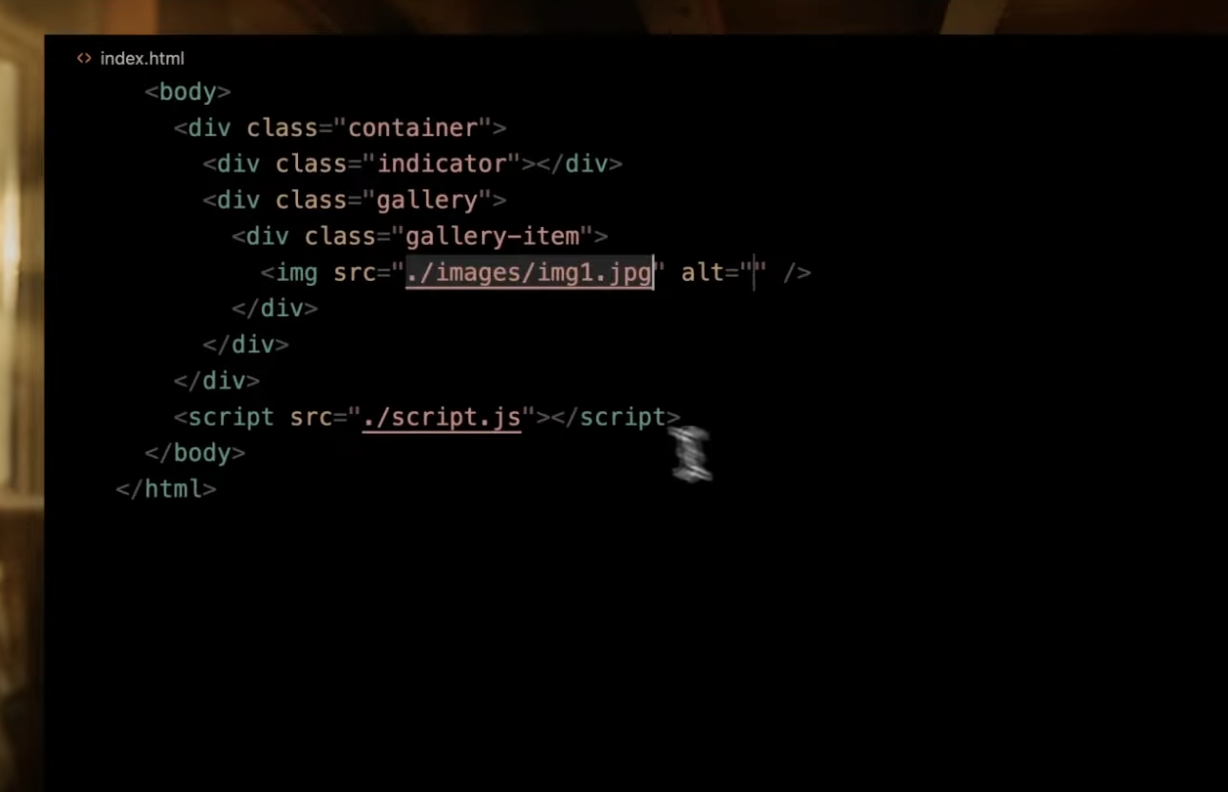 index.html
<body>
<div class="container">
<div class="indicator"></div>
<div class="gallery">
<div class="gallery-item">
<img src="./images/img1.jpg" alt="" />
</div>
</div>
</div>
<script src="./script.js"></script>
</body>
</html>